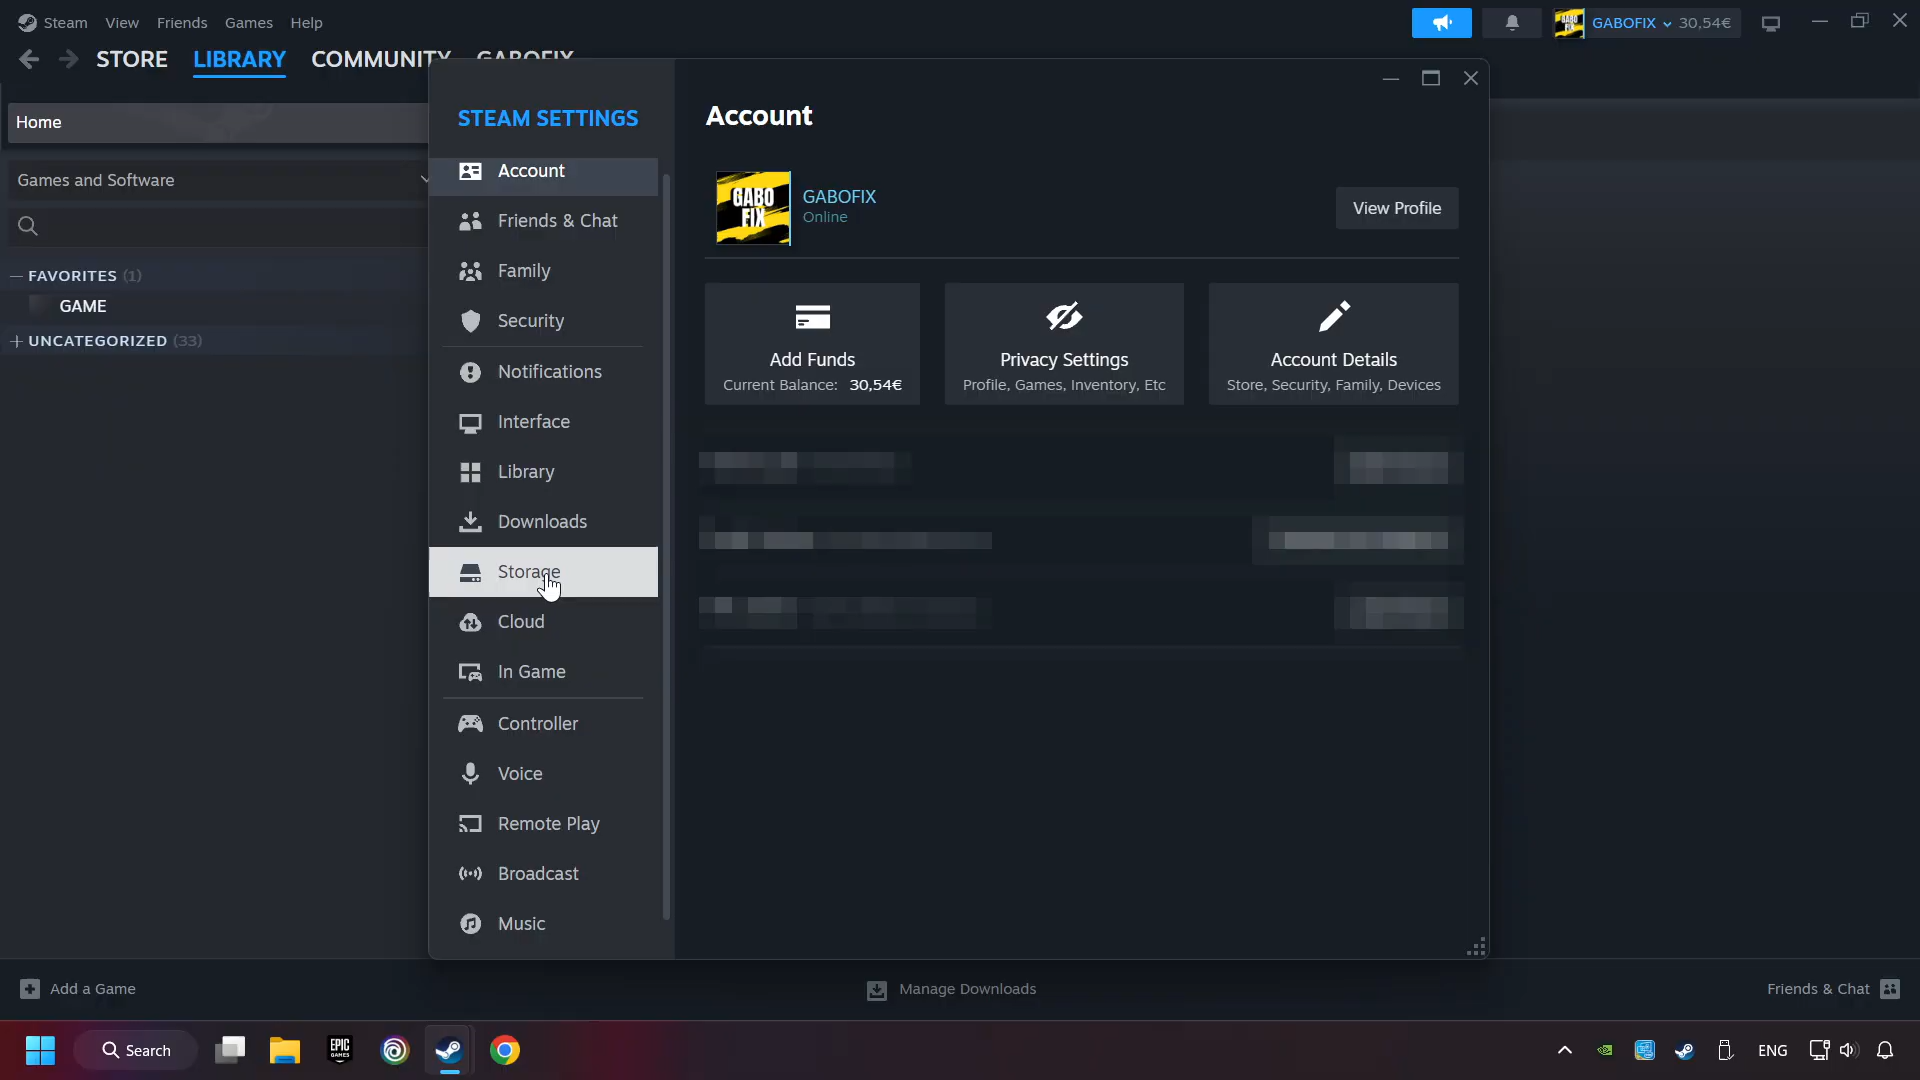 Steam View Friends Games Help
GABOFIX 30,54€
STORE LIBRARY COMMUNITY GABOFIX
Home
Games and Software
FAVORITES (1)
GAME
UNCATEGORIZED (33)
STEAM SETTINGS
Account
Friends & Chat
Family
Security
Notifications
Interface
Library
Downloads
Storage
Cloud
In Game
Controller
Voice
Remote Play
Broadcast
Music
Account
GABO
FIX
GABOFIX
Online
View Profile
Add Funds
Current Balance: 30,54€
Privacy Settings
Profile, Games, Inventory, Etc
Account Details
Store, Security, Family, Devices
Add a Game
Manage Downloads
Friends & Chat
Search
EPIC
GAMES
ENG